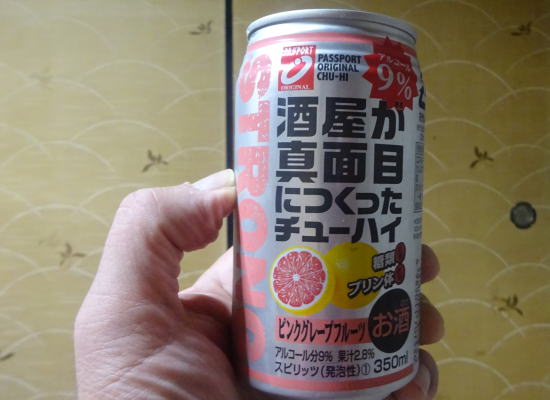 PASSPORT
ORIGINAL
PASSPORT
ORIGINAL
CHU-HI
アルコール
9%
STRONG
酒屋が
真面目
につくった
チューハイ
糖類
プリン体
ピンクグレープフルーツ
お酒
アルコール分9% 果汁2.8%
スピリッツ(発泡性)①
350ml